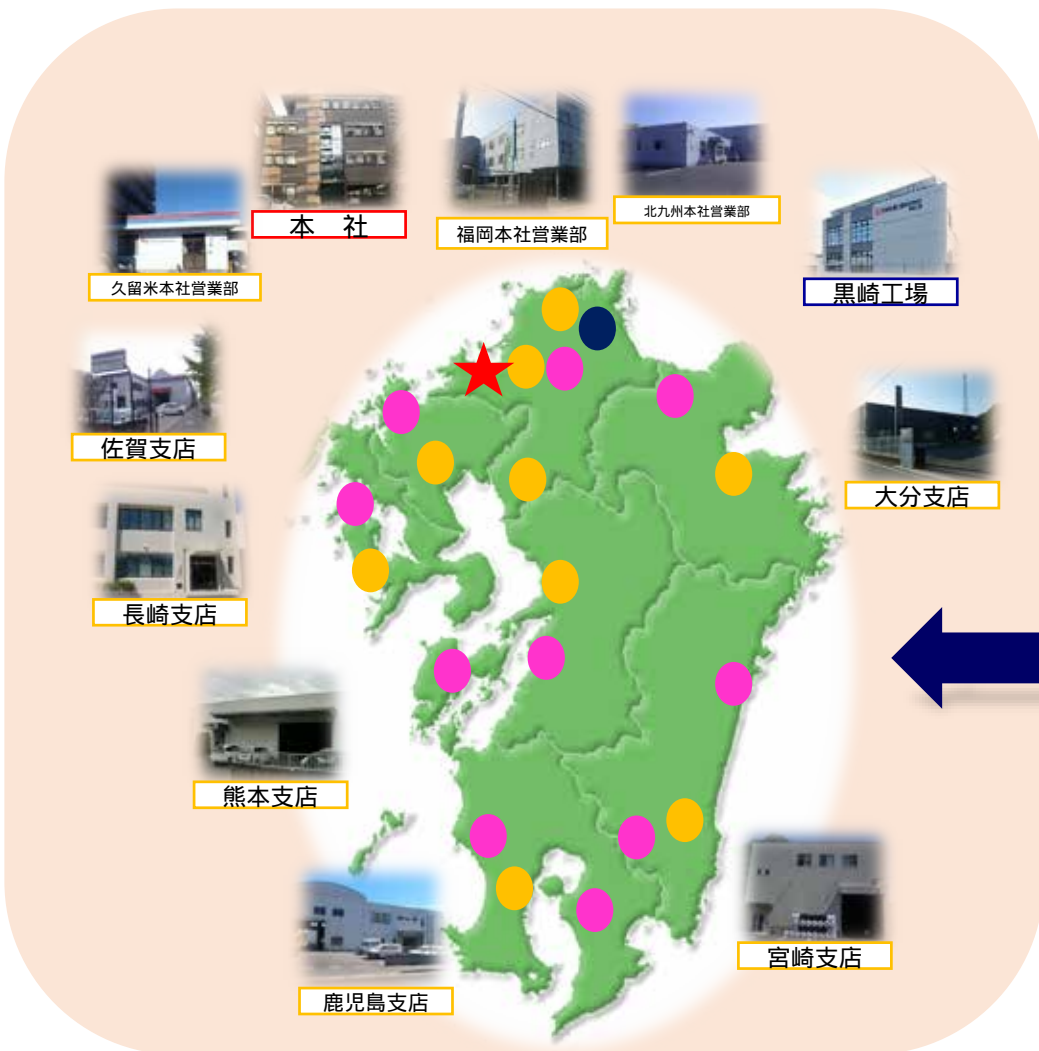 本 社
福岡本社営業部
北九州本社営業部
久留米本社営業部
黒崎工場
佐賀支店
大分支店
長崎支店
熊本支店
宮崎支店
鹿児島支店